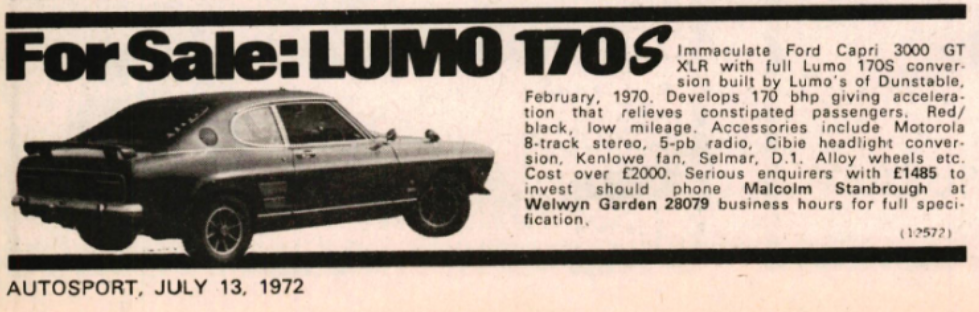 For Sale: LUMO 170S
Immaculate Ford Capri 3000 GT
XLR with full Lumo 170S conver-
sion built by Lumo's of Dunstable,
February, 1970. Develops 170 bhp giving accelera-
tion that relieves constipated passengers. Red/
black, low mileage. Accessories include Motorola
8-track stereo, 5-pb radio, Cibie headlight conver-
sion, Kenlowe fan, Selmar, D.1. Alloy wheels etc.
Cost over £2000. Serious enquirers with £1485 to
invest should phone Malcolm Stanbrough at
Welwyn Garden 28079 business hours for full speci-
fication.
(12572)
AUTOSPORT, JULY 13, 1972